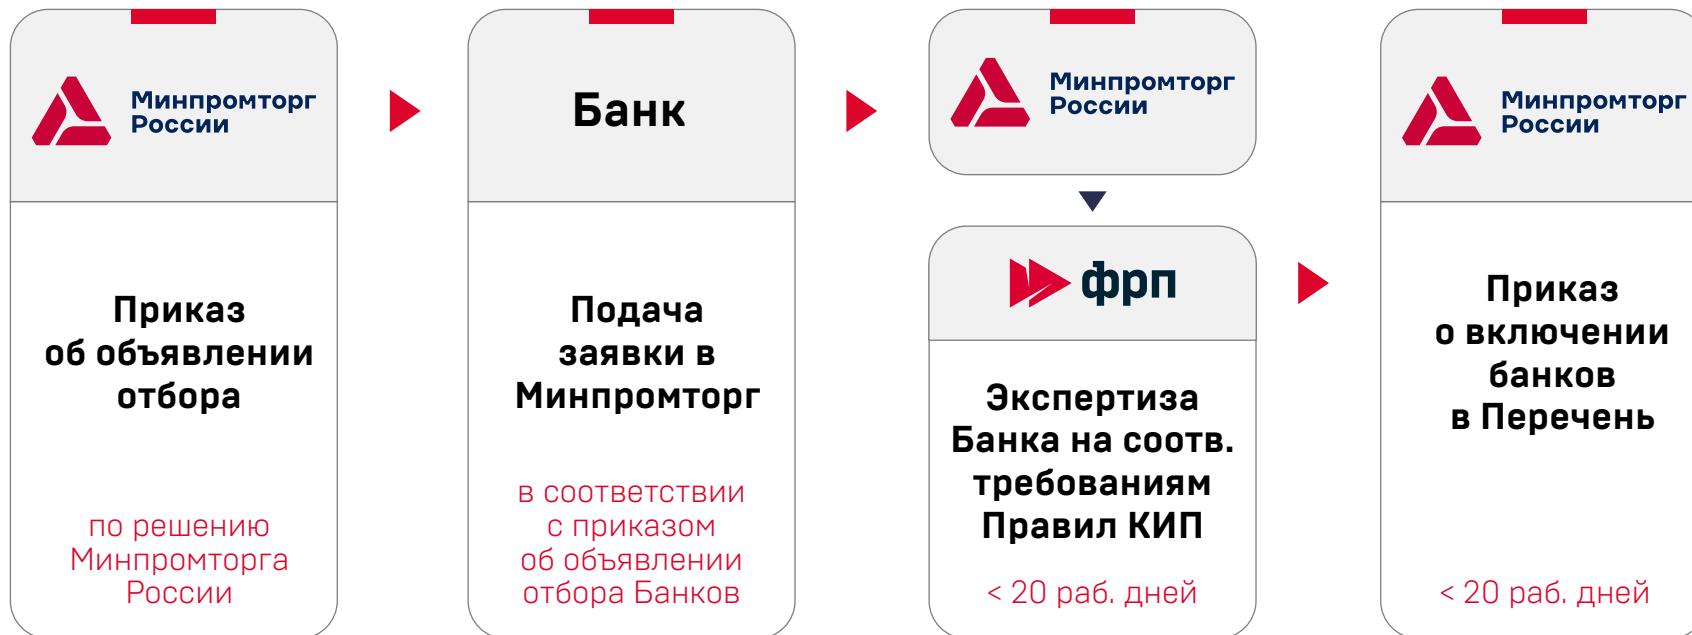 Минпромторг
России
Приказ
об объявлении
отбора
по решению
Минпромторга
России
Банк
Подача
заявки в
Минпромторг
в соответствии
с приказом
об объявлении
отбора Банков
Минпромторг
России
фрп
Экспертиза
Банка на соотв.
требованиям
Правил КИП
< 20 раб. дней
Минпромторг
России
Приказ
о включении
банков
в Перечень
< 20 раб. дней